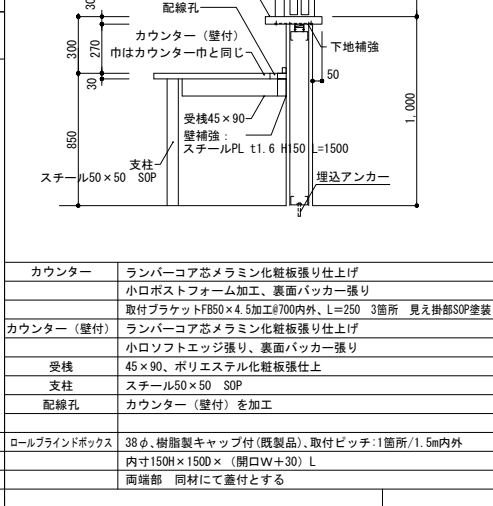 配線孔
30
カウンター（壁付）
巾はカウンター巾と同じ
下地補強
300
270
50
30
1,000
受桟45×90
壁補強：
スチールPL t1.6 H150 L=1500
850
支柱
スチール50×50 SOP
埋込アンカー
カウンター ランバーコア芯メラミン化粧板張り仕上げ
小口ポストフォーム加工、裏面バッカー張り
取付ブラケットFB50×4.5加工@700内外、L=250 3箇所 見え掛部SOP塗装
カウンター（壁付） ランバーコア芯メラミン化粧板張り仕上げ
小口ソフトエッジ張り、裏面バッカー張り
受桟 45×90、ポリエステル化粧板張仕上
支柱 スチール50×50 SOP
配線孔 カウンター（壁付）を加工
ロールブラインドボックス 38φ、樹脂製キャップ付(既製品)、取付ピッチ:1箇所/1.5m内外
内寸150H×150D×（開口W+30）L
両端部 同材にて蓋付とする